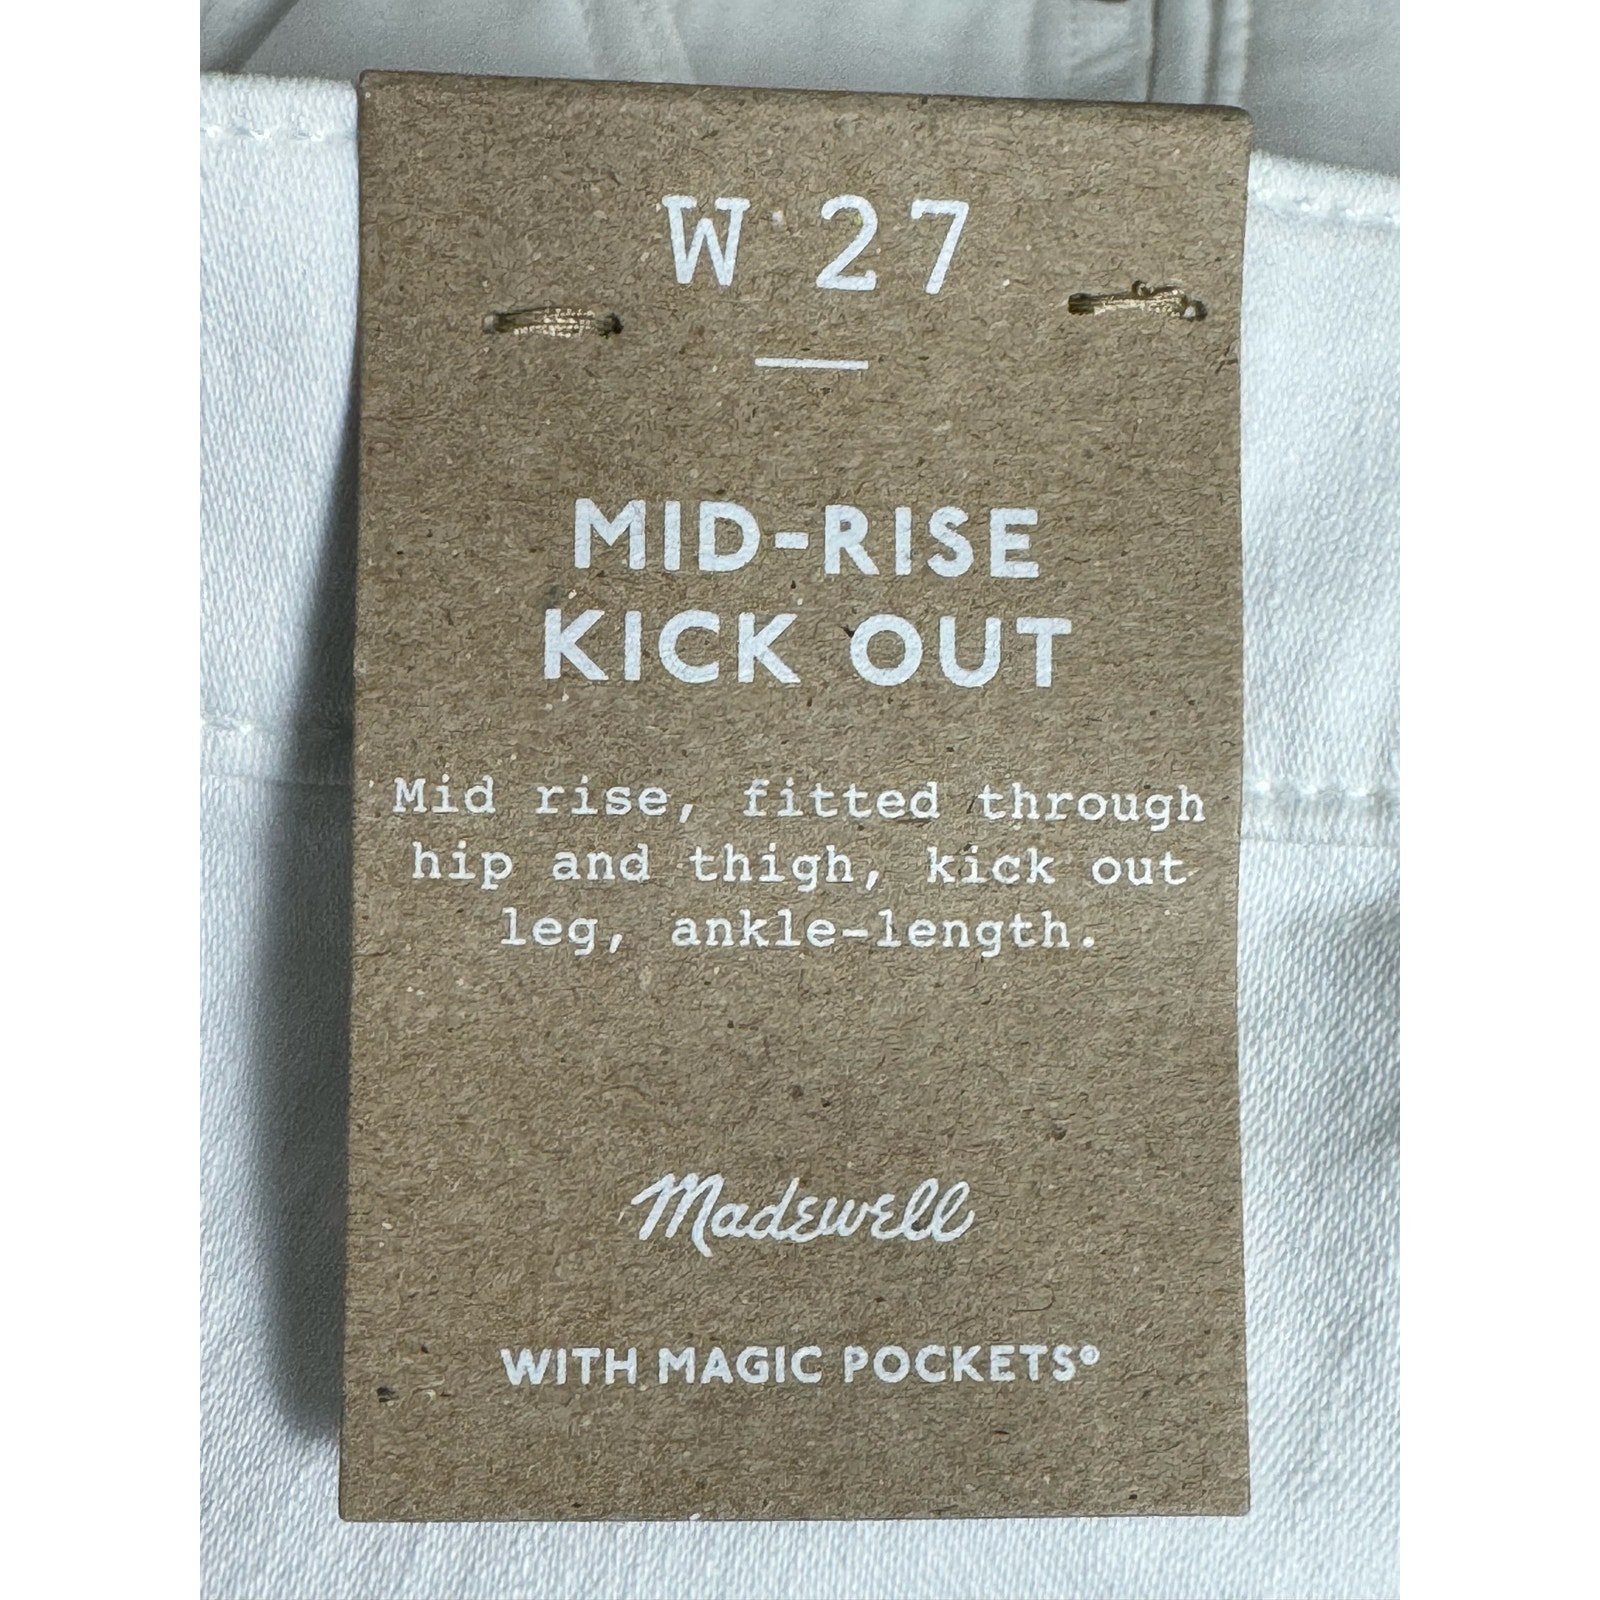 W 27
MID-RISE
KICK OUT
Mid rise, fitted through
hip and thigh, kick out
leg, ankle-length.
Madewell
WITH MAGIC POCKETS®